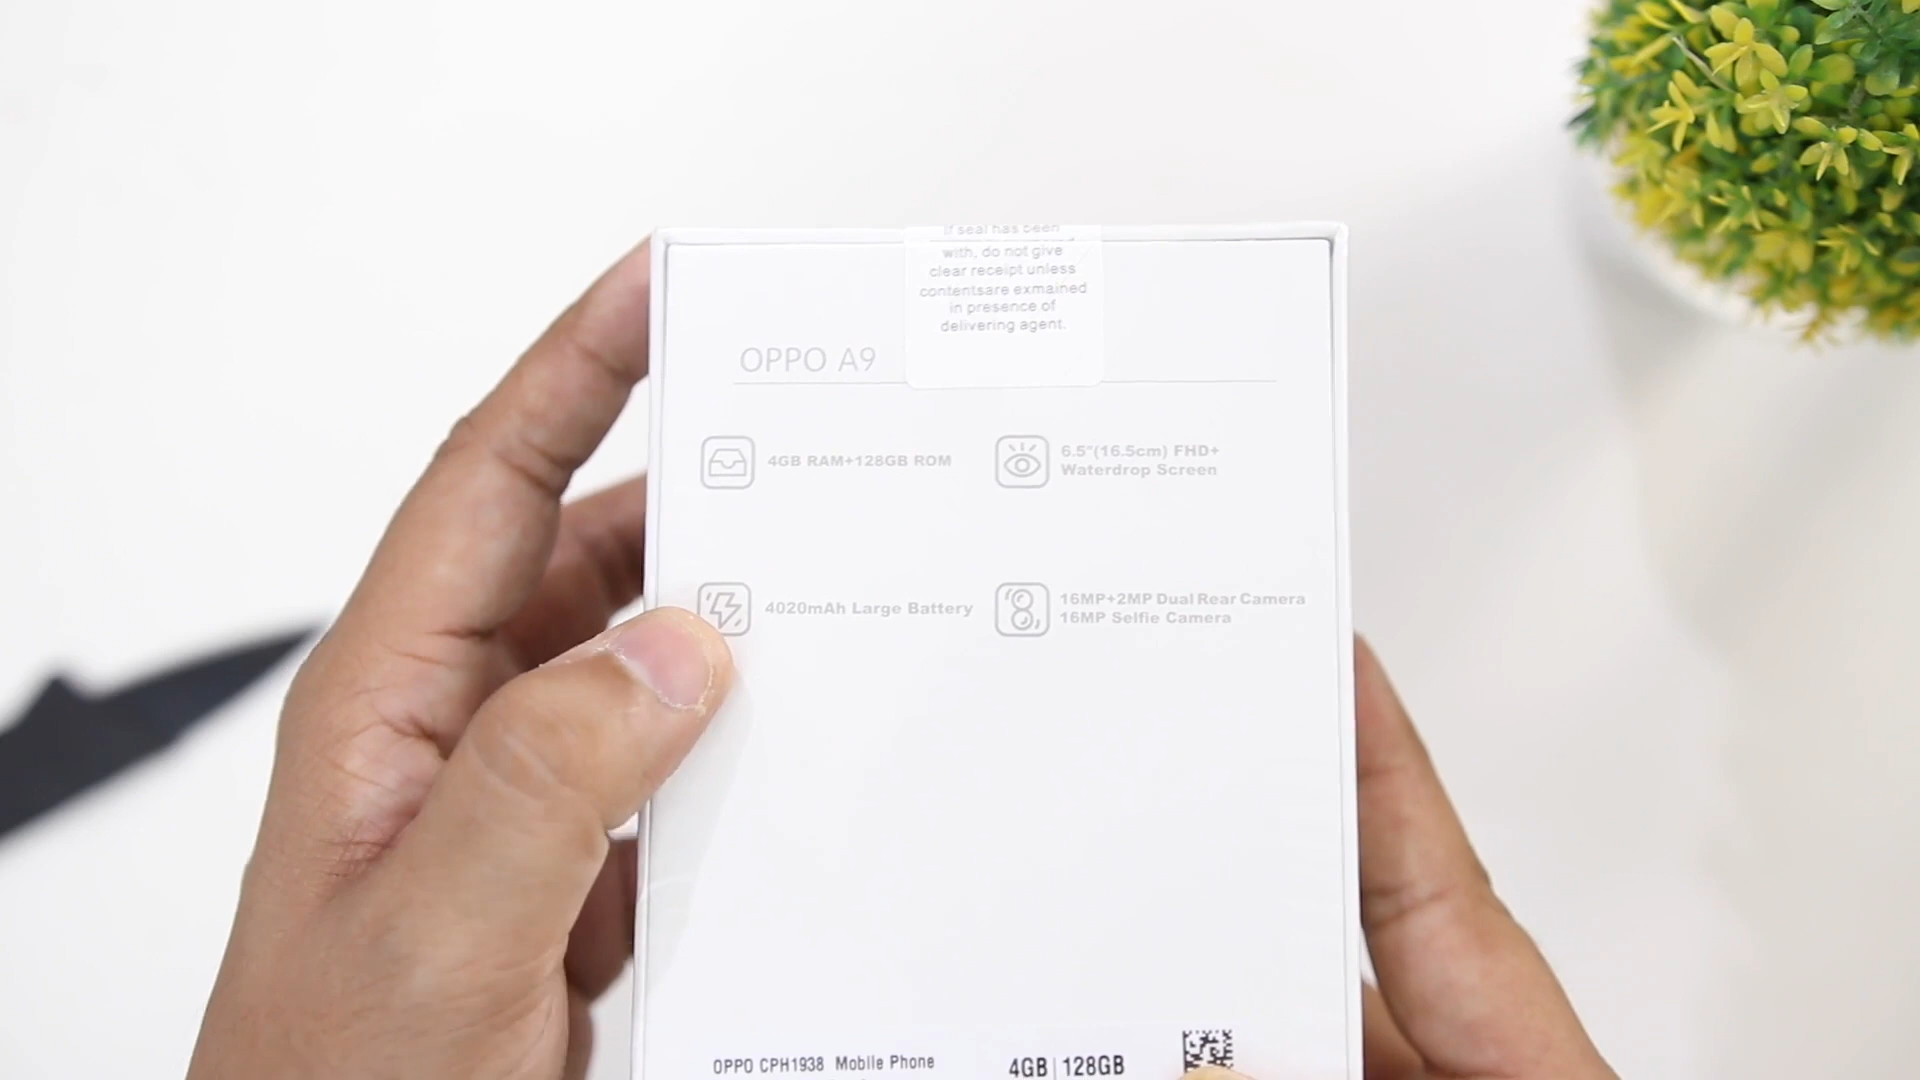 If seal has been
with, do not give
clear receipt unless
contentsare exmained
in presence of
delivering agent.
OPPO A9
4GB RAM+128GB ROM
6.5"(16.5cm) FHD+
Waterdrop Screen
4020mAh Large Battery
16MP+2MP Dual Rear Camera
16MP Selfie Camera
OPPO CPH1938 Mobile Phone
4GB | 128GB